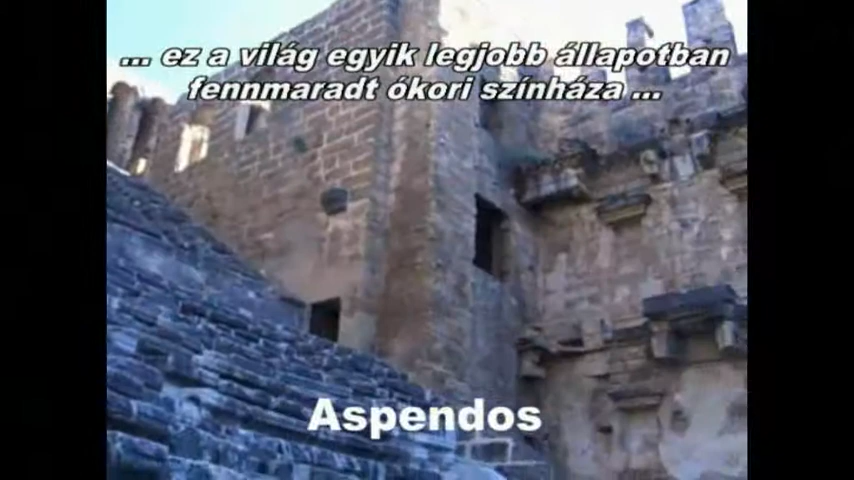 ... ez a világ egyik legjobb állapotban
fennmaradt ókori színháza ...
Aspendos